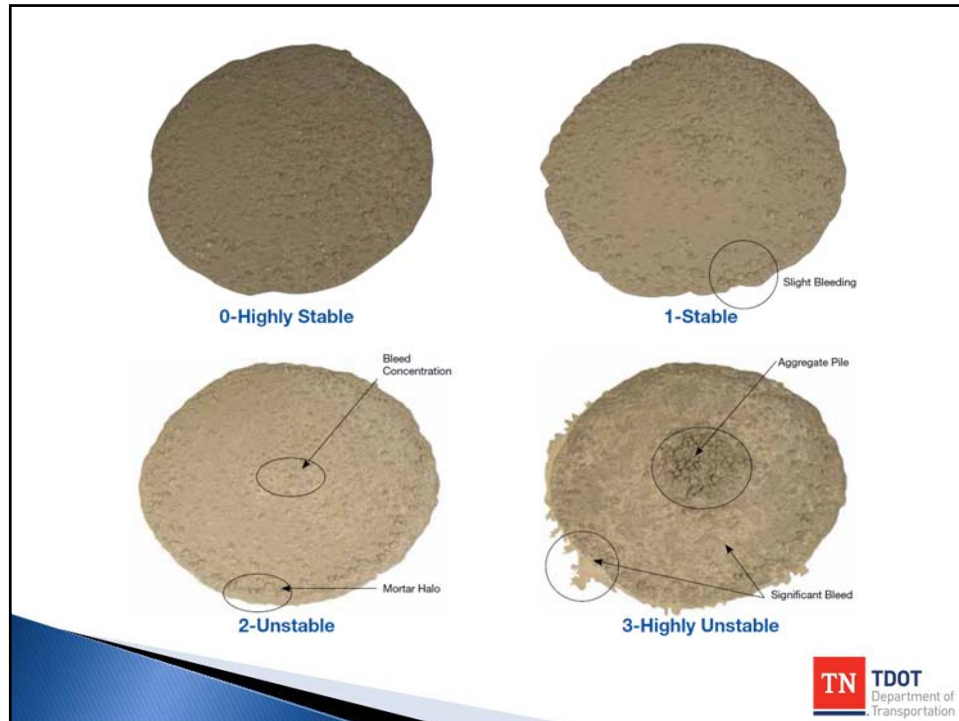 Slight Bleeding
0-Highly Stable
1-Stable
Bleed
Concentration
Mortar Halo
2-Unstable
Aggregate Pile
Significant Bleed
3-Highly Unstable
TN
TDOT
Department of
Transportation